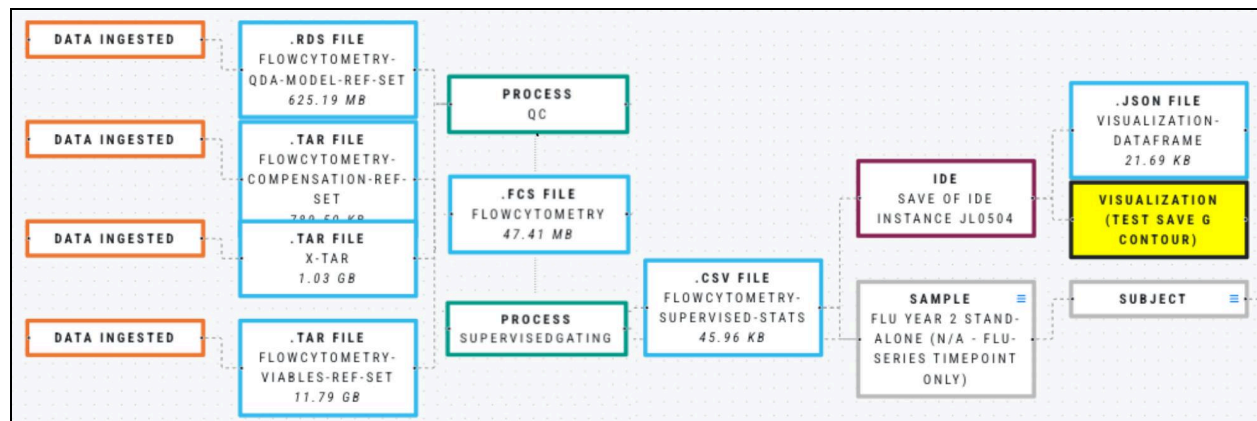 DATA INGESTED
.RDS FILE
FLOWCYTOMETRY-
QDA-MODEL-REF-SET
625.19 MB
DATA INGESTED
.TAR FILE
FLOWCYTOMETRY-
COMPENSATION-REF-
SET
DATA INGESTED
.TAR FILE
X-TAR
1.03 GB
DATA INGESTED
.TAR FILE
FLOWCYTOMETRY-
VIABLES-REF-SET
11.79 GB
PROCESS
QC
.FCS FILE
FLOWCYTOMETRY
47.41 MB
PROCESS
SUPERVISEDGATING
.CSV FILE
FLOWCYTOMETRY-
SUPERVISED-STATS
45.96 KB
IDE
SAVE OF IDE
INSTANCE JL0504
SAMPLE
FLU YEAR 2 STAND-
ALONE (N/A - FLU-
SERIES TIMEPOINT
ONLY)
.JSON FILE
VISUALIZATION-
DATAFRAME
21.69 KB
VISUALIZATION
(TEST SAVE G
CONTOUR)
SUBJECT